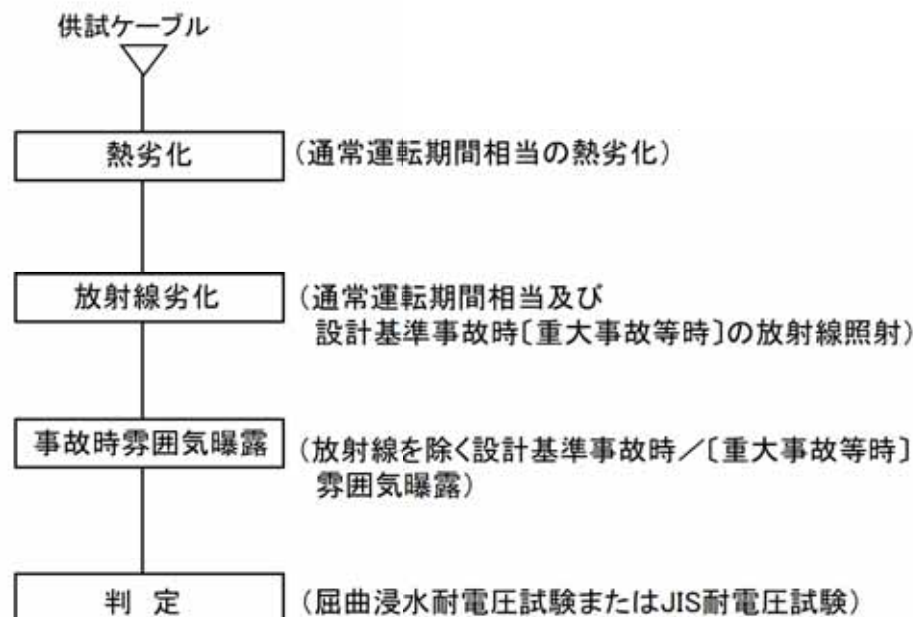 供試ケーブル
熱劣化
(通常運転期間相当の熱劣化)
放射線劣化
(通常運転期間相当及び
設計基準事故時〔重大事故等時〕の放射線照射)
事故時雰囲気曝露
(放射線を除く設計基準事故時／〔重大事故等時〕
雰囲気曝露)
判 定
(屈曲浸水耐電圧試験またはJIS耐電圧試験)